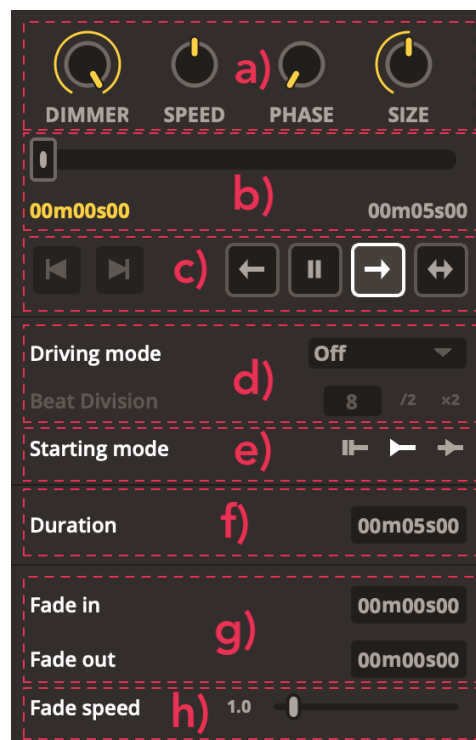 a)
DIMMER SPEED PHASE SIZE
b)
00m00s00 00m05s00
c)
Driving mode Off
d)
Beat Division 8 /2 ×2
Starting mode e)
Duration f) 00m05s00
Fade in 00m00s00
g)
Fade out 00m00s00
Fade speed h) 1.0